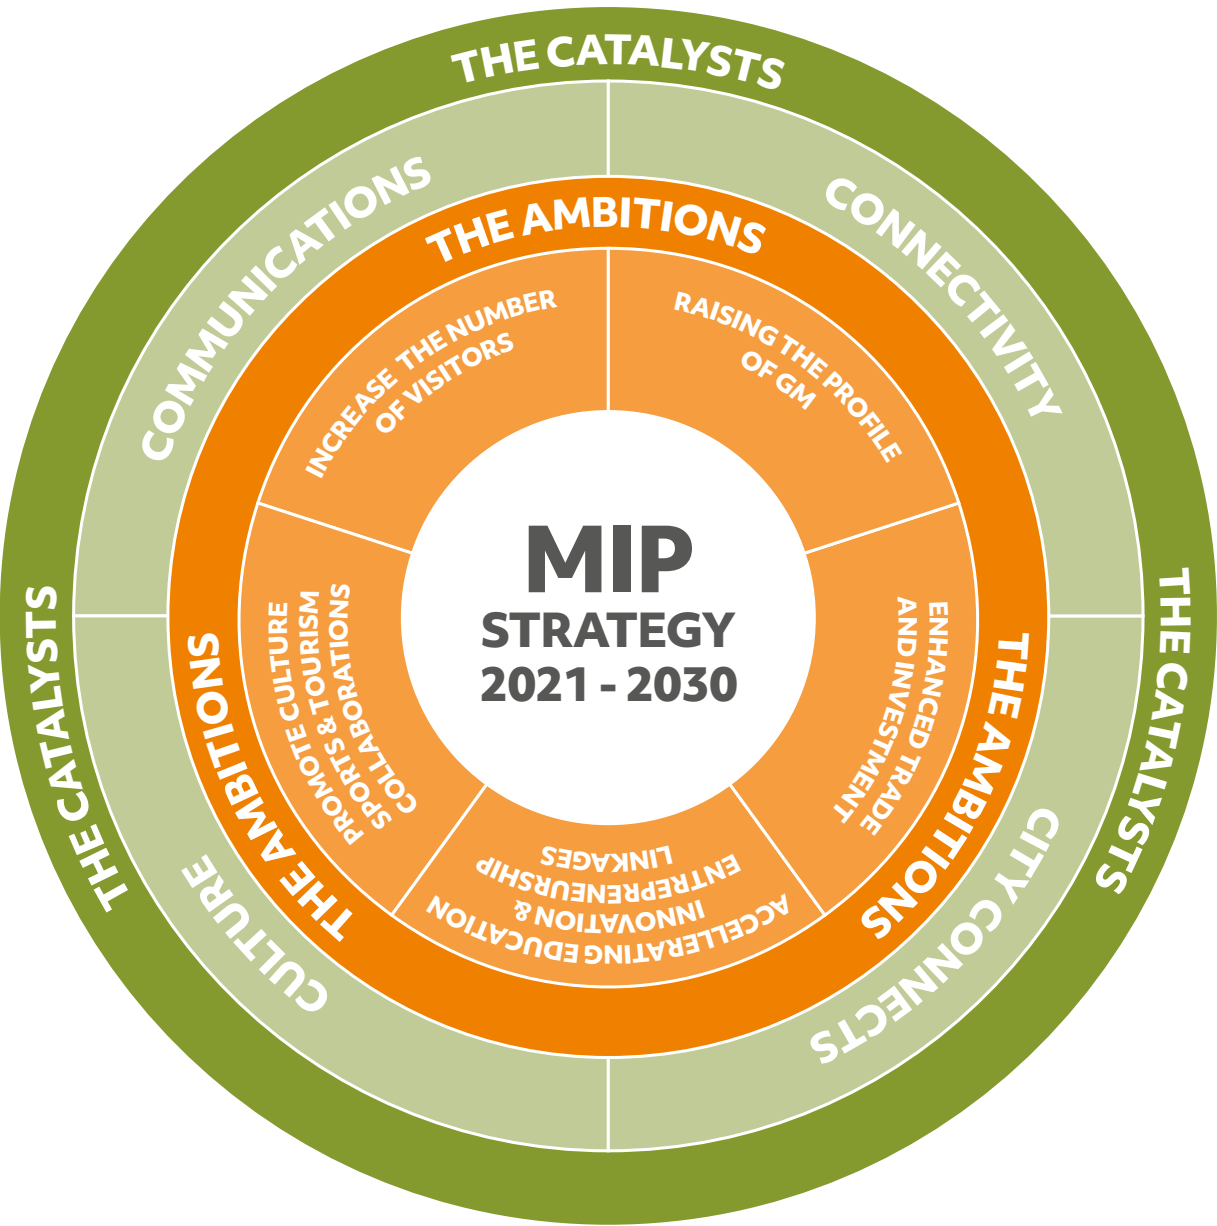 THE CATALYSTS
COMMUNICATIONS
CONNECTIVITY
THE AMBITIONS
INCREASE THE NUMBER
OF VISITORS
RAISING THE PROFILE
OF GM
MIP
STRATEGY
2021 - 2030
THE CATALYSTS
THE AMBITIONS
PROMOTE CULTURE
SPORTS & TOURISM
COLLABORATIONS
ENHANCED TRADE
AND INVESTMENT
THE AMBITIONS
THE CATALYSTS
ACCELLERATING EDUCATION
INNOVATION &
ENTREPRENEURSHIP
LINKAGES
CULTURE
CITY CONNECTS